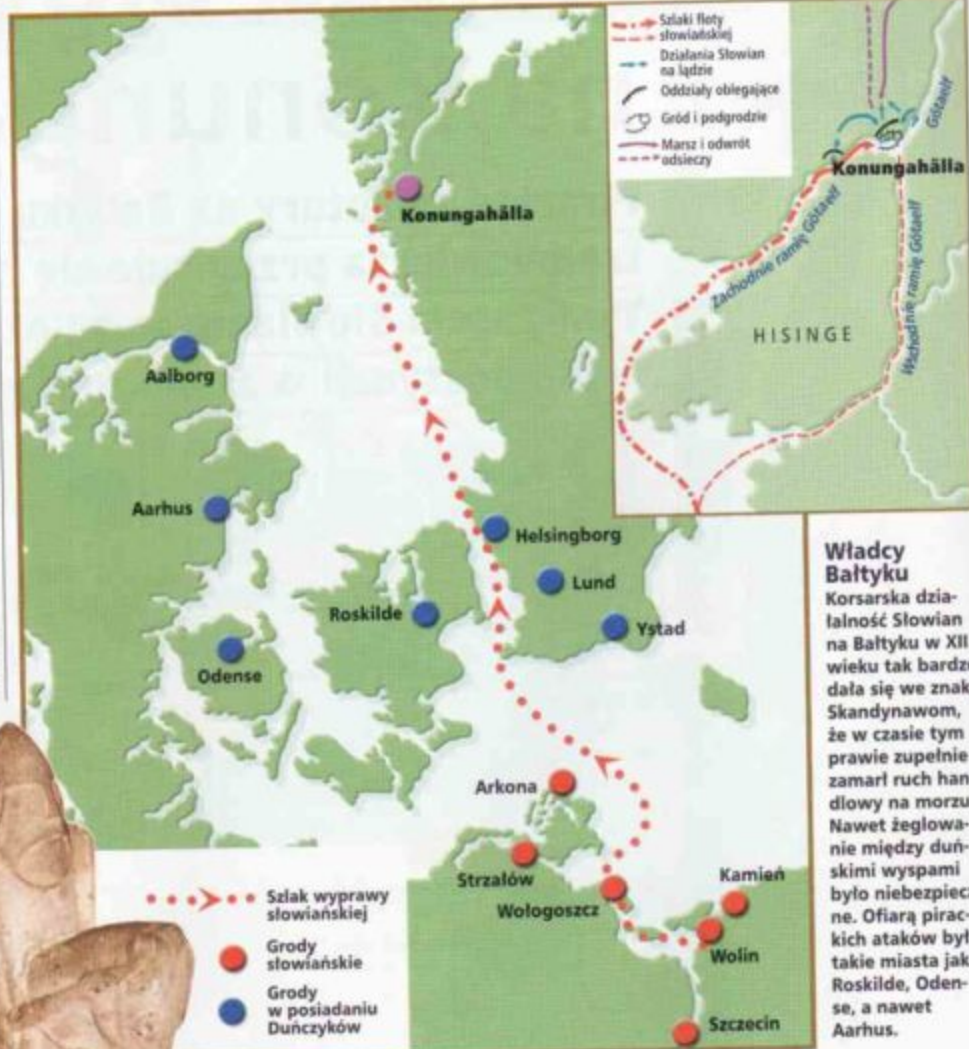 Szlaki floty
słowiańskiej
Działania Słowian
na lądzie
Oddziały oblegające
Gród i podgrodzie
Marsz i odwrót
odsieczy
Götaelf
Konungahälla
Zachodnie ramię Götaelf
Wschodnie ramię Götaelf
HISINGE
Konungahälla
Aalborg
Aarhus
Helsingborg
Lund
Roskilde
Ystad
Odense
Arkona
Strzałów
Wołogoszcz
Kamień
Wolin
Szczecin
Szlak wyprawy
słowiańskiej
Grody
słowiańskie
Grody
w posiadaniu
Duńczyków
Władcy
Bałtyku
Korsarska dzia-
łalność Słowian
na Bałtyku w XII
wieku tak bardzo
dała się we znak
Skandynawom,
że w czasie tym
prawie zupełnie
zamarł ruch han
dlowy na morzu
Nawet żeglowa-
nie między duń-
skimi wyspami
było niebezpiecz
ne. Ofiarą pirac-
kich ataków był
takie miasta jak
Roskilde, Oden-
se, a nawet
Aarhus.